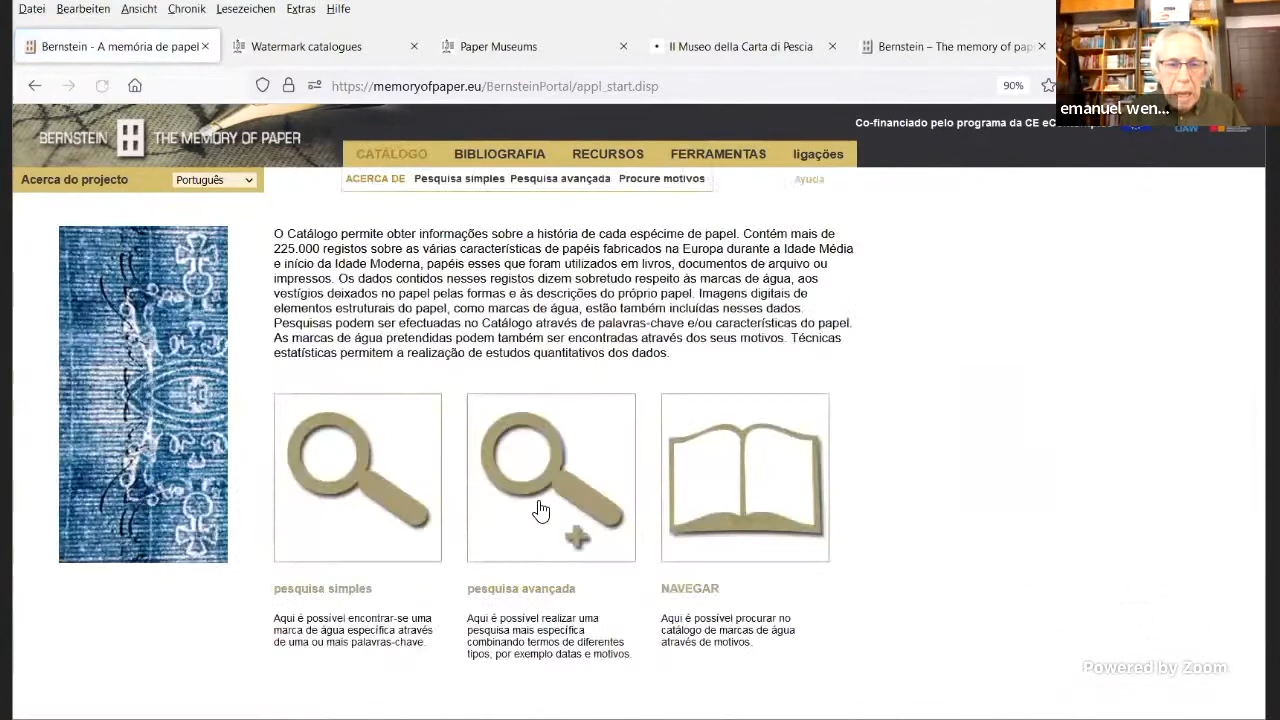 Datei Bearbeiten Ansicht Chronik Lesezeichen Extras Hilfe
Bernstein - A memória de papel
Watermark catalogues
Paper Museums
Il Museo della Carta di Pescia
Bernstein – The memory of pap
https://memoryofpaper.eu/BernsteinPortal/appl_start.disp
90%
emanuel wen...
BERNSTEIN THE MEMORY OF PAPER
Co-financiado pelo programa da CE
CATÁLOGO BIBLIOGRAFIA RECURSOS FERRAMENTAS ligações
Acerca do projecto Português
ACERCA DE Pesquisa simples Pesquisa avançada Procure motivos Ayuda
O Catálogo permite obter informações sobre a história de cada espécime de papel. Contém mais de
225.000 registos sobre as várias características de papéis fabricados na Europa durante a Idade Média
e início da Idade Moderna, papéis esses que foram utilizados em livros, documentos de arquivo ou
impressos. Os dados contidos nesses registos dizem sobretudo respeito às marcas de água, aos
vestígios deixados no papel pelas formas e às descrições do próprio papel. Imagens digitais de
elementos estruturais do papel, como marcas de água, estão também incluídas nesses dados.
Pesquisas podem ser efectuadas no Catálogo através de palavras-chave e/ou características do papel.
As marcas de água pretendidas podem também ser encontradas através dos seus motivos. Técnicas
estatísticas permitem a realização de estudos quantitativos dos dados.
pesquisa simples
Aqui é possível encontrar-se uma
marca de água específica através
de uma ou mais palavras-chave.
pesquisa avançada
Aqui é possível realizar uma
pesquisa mais específica
combinando termos de diferentes
tipos, por exemplo datas e motivos.
NAVEGAR
Aqui é possível procurar no
catálogo de marcas de água
através de motivos.
Powered by Zoom